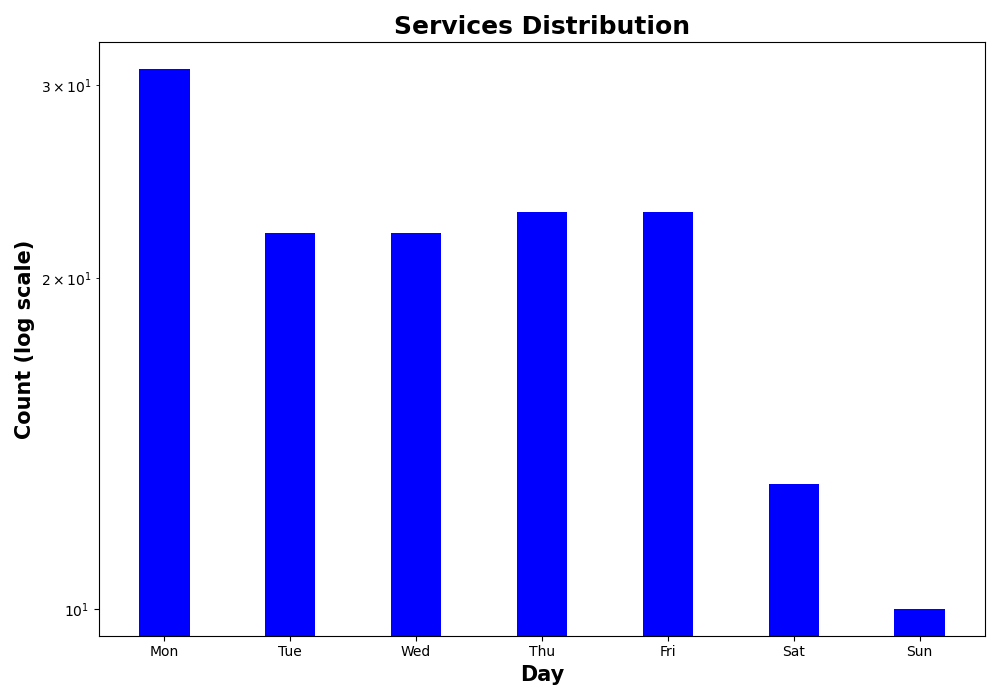 Services Distribution
Count (log scale)
3 × 10¹
2 × 10¹
10¹
Mon Tue Wed Thu Fri Sat Sun
Day